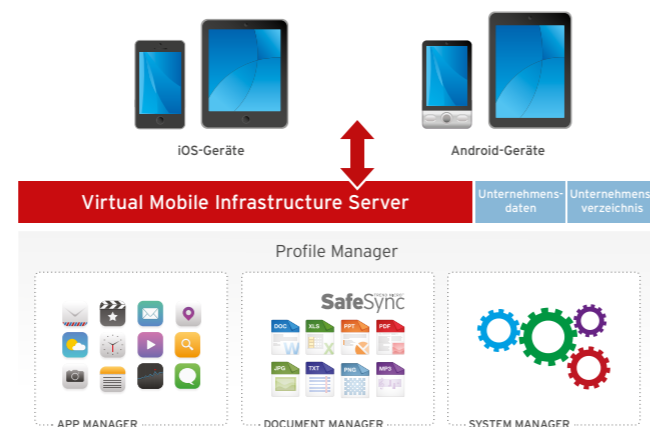 iOS-Geräte
Android-Geräte
Virtual Mobile Infrastructure Server
Unternehmens-
daten
Unternehmens
verzeichnis
Profile Manager
SafeSync
DOC
XLS
PPT
PDF
JPG
TXT
PNG
MP3
APP MANAGER
DOCUMENT MANAGER
SYSTEM MANAGER